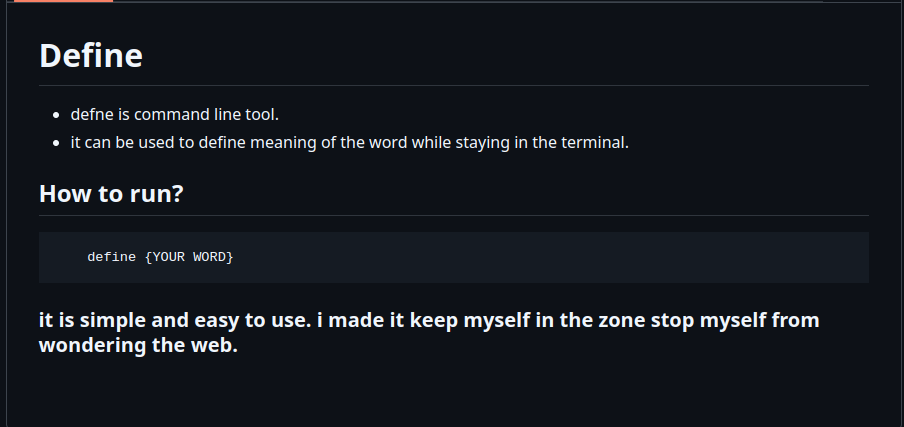 Define
defne is command line tool.
it can be used to define meaning of the word while staying in the terminal.
How to run?
define {YOUR WORD}
it is simple and easy to use. i made it keep myself in the zone stop myself from
wondering the web.